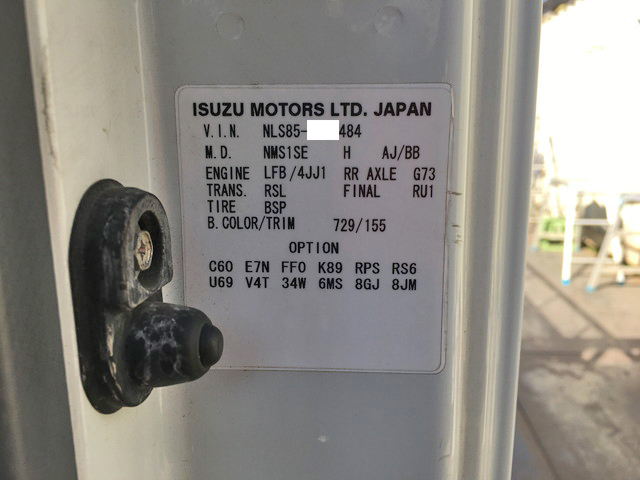 ISUZU MOTORS LTD. JAPAN
V.I.N. NLS85- 484
M.D. NMS1SE H AJ/BB
ENGINE LFB/4JJ1 RR AXLE G73
TRANS. RSL FINAL RU1
TIRE BSP
B.COLOR/TRIM 729/155
OPTION
C60 E7N FF0 K89 RPS RS6
U69 V4T 34W 6MS 8GJ 8JM